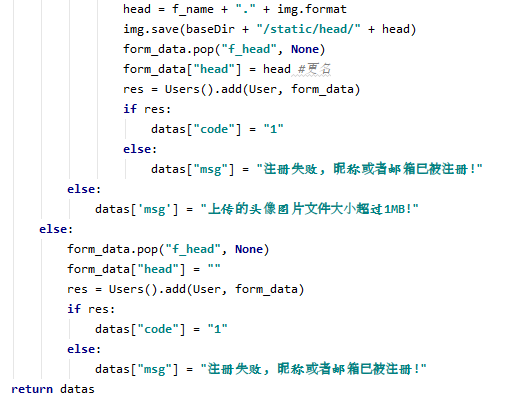 head = f_name + "." + img.format
img.save(baseDir + "/static/head/" + head)
form_data.pop("f_head", None)
form_data["head"] = head #更名
res = Users().add(User, form_data)
if res:
datas["code"] = "1"
else:
datas["msg"] = "注册失败，昵称或者邮箱已被注册!"
else:
datas['msg'] = "上传的头像图片文件大小超过1MB!"
else:
form_data.pop("f_head", None)
form_data["head"] = ""
res = Users().add(User, form_data)
if res:
datas["code"] = "1"
else:
datas["msg"] = "注册失败，昵称或者邮箱已被注册!"
return datas